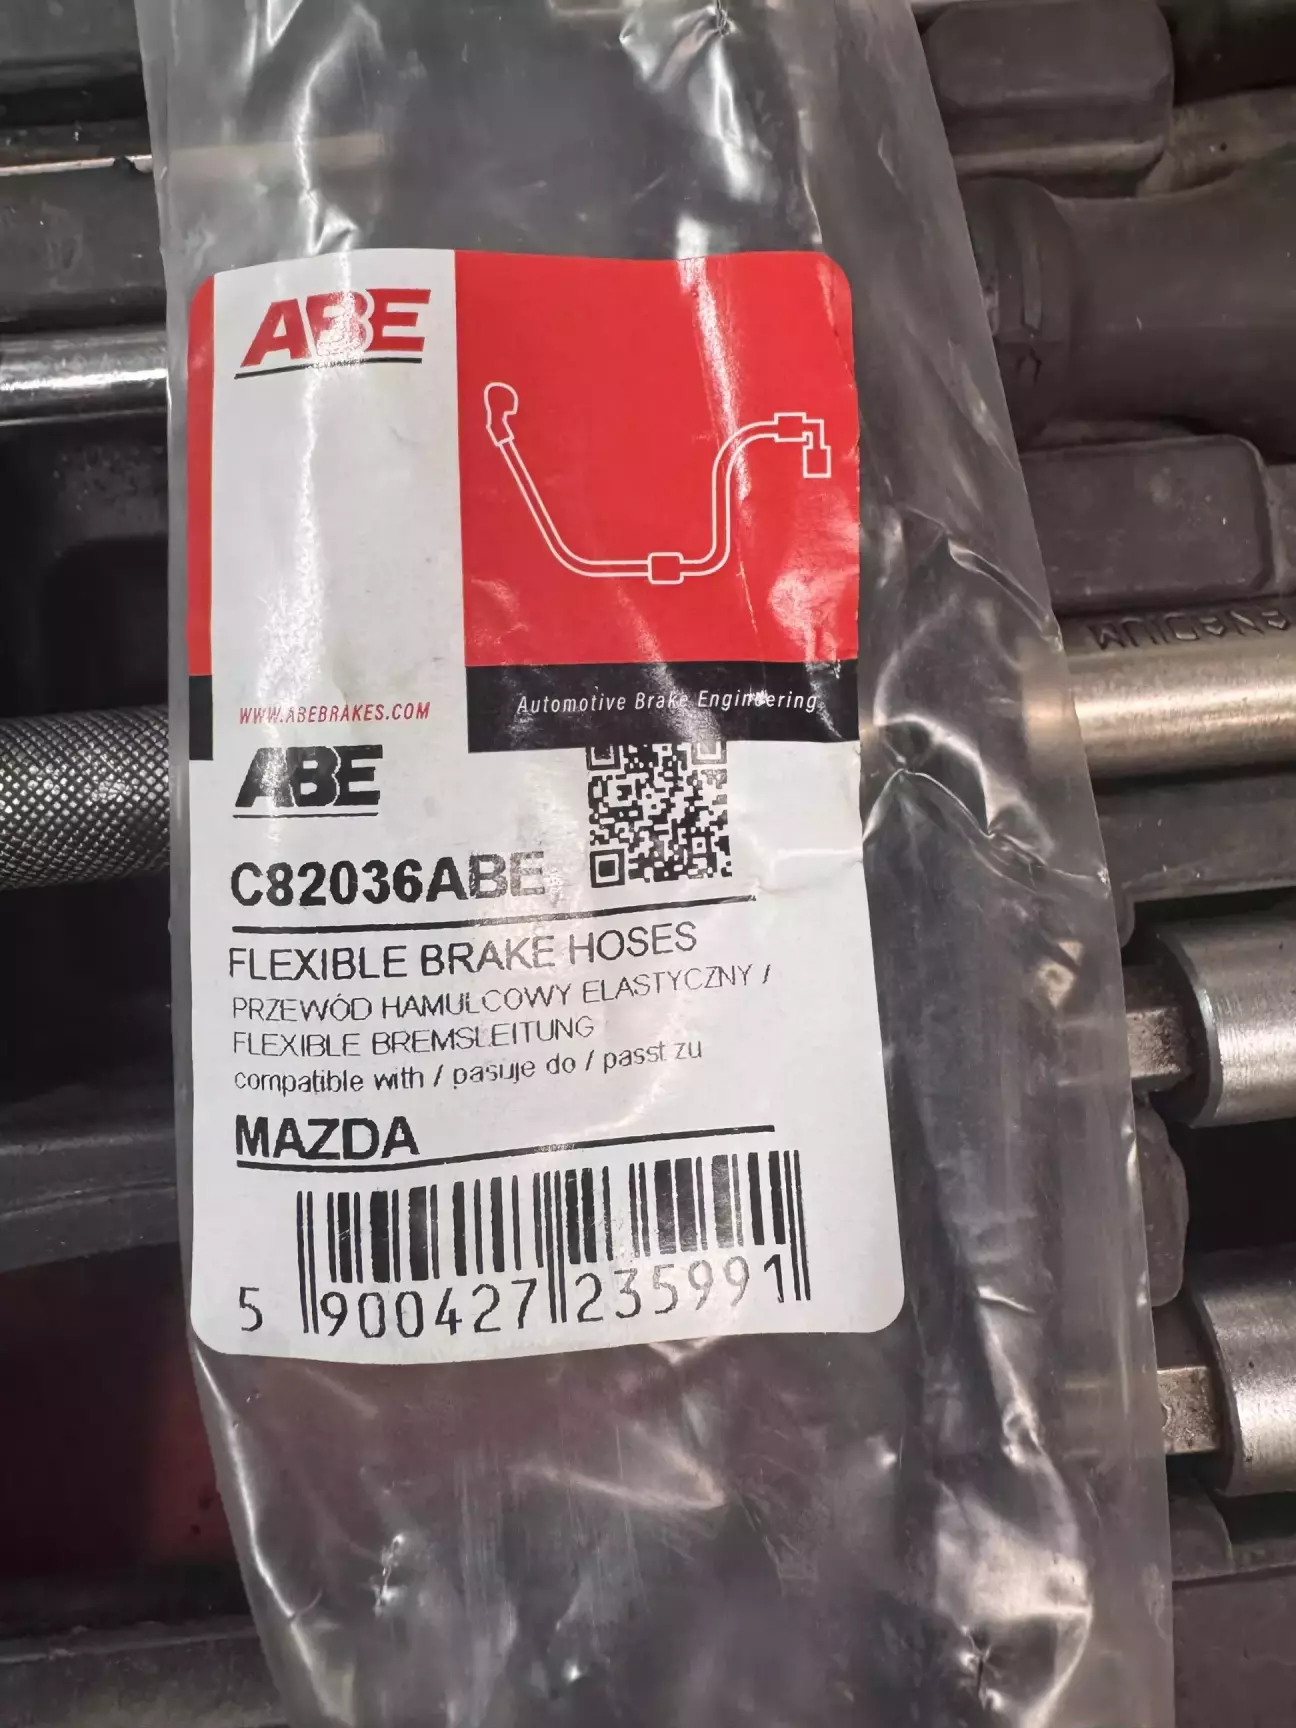 ABE
WWW.ABEBRAKES.COM
Automotive Brake Engineering
ABE
C82036ABE
FLEXIBLE BRAKE HOSES
PRZEWÓD HAMULCOWY ELASTYCZNY /
FLEXIBLE BREMSLEITUNG
compatible with / pasuje do / passt zu
MAZDA
5 900427 235991